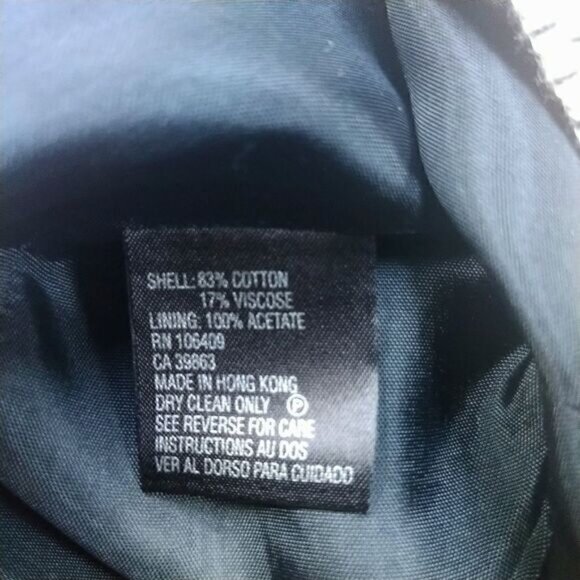 SHELL: 83% COTTON
17% VISCOSE
LINING: 100% ACETATE
RN 106409
CA 39863
MADE IN HONG KONG
DRY CLEAN ONLY Ⓟ
SEE REVERSE FOR CARE
INSTRUCTIONS AU DOS
VER AL DORSO PARA CUIDADO